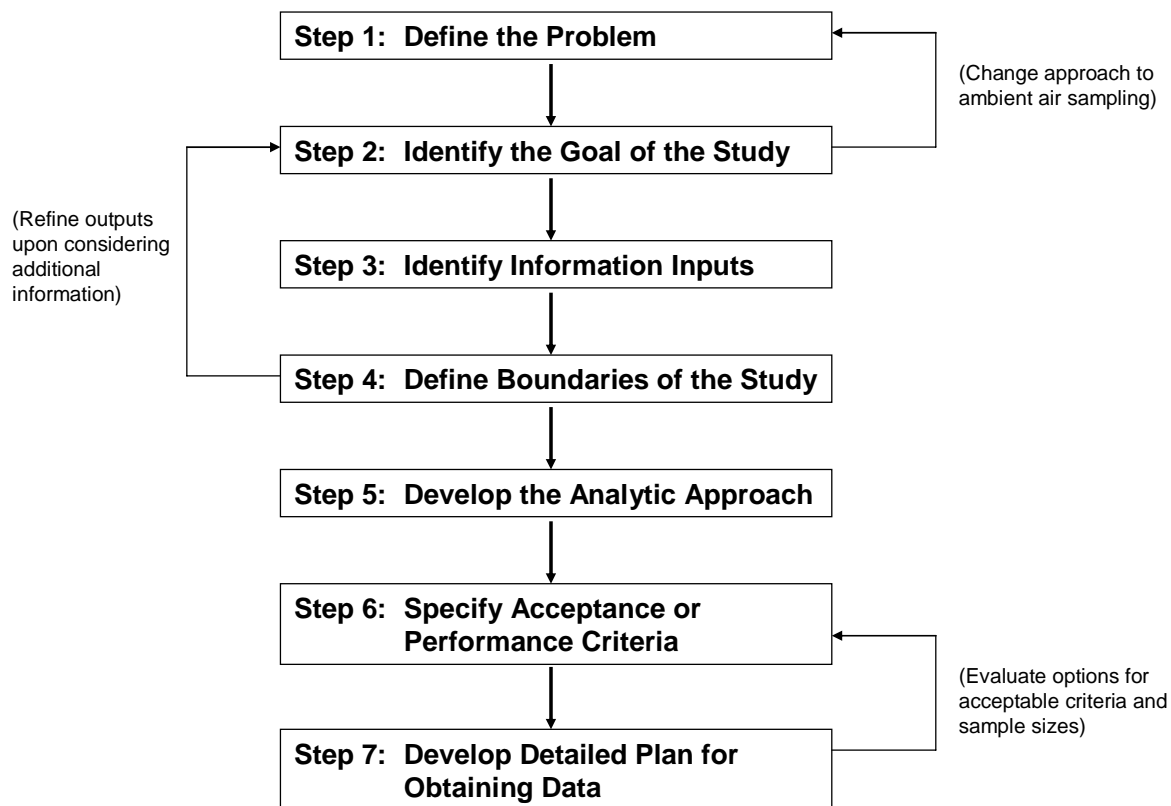 Step 1: Define the Problem
(Change approach to
ambient air sampling)
Step 2: Identify the Goal of the Study
(Refine outputs
upon considering
additional
information)
Step 3: Identify Information Inputs
Step 4: Define Boundaries of the Study
Step 5: Develop the Analytic Approach
Step 6: Specify Acceptance or
Performance Criteria
(Evaluate options for
acceptable criteria and
sample sizes)
Step 7: Develop Detailed Plan for
Obtaining Data